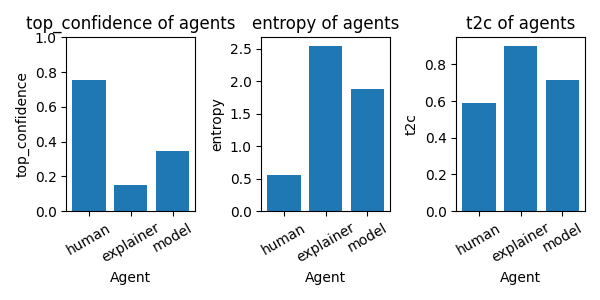 top_confidence of agents
1.0
0.8
0.6
0.4
0.2
0.0
top_confidence
human
explainer
model
Agent
entropy of agents
2.5
2.0
1.5
1.0
0.5
0.0
entropy
human
explainer
model
Agent
t2c of agents
0.8
0.6
0.4
0.2
0.0
t2c
human
explainer
model
Agent